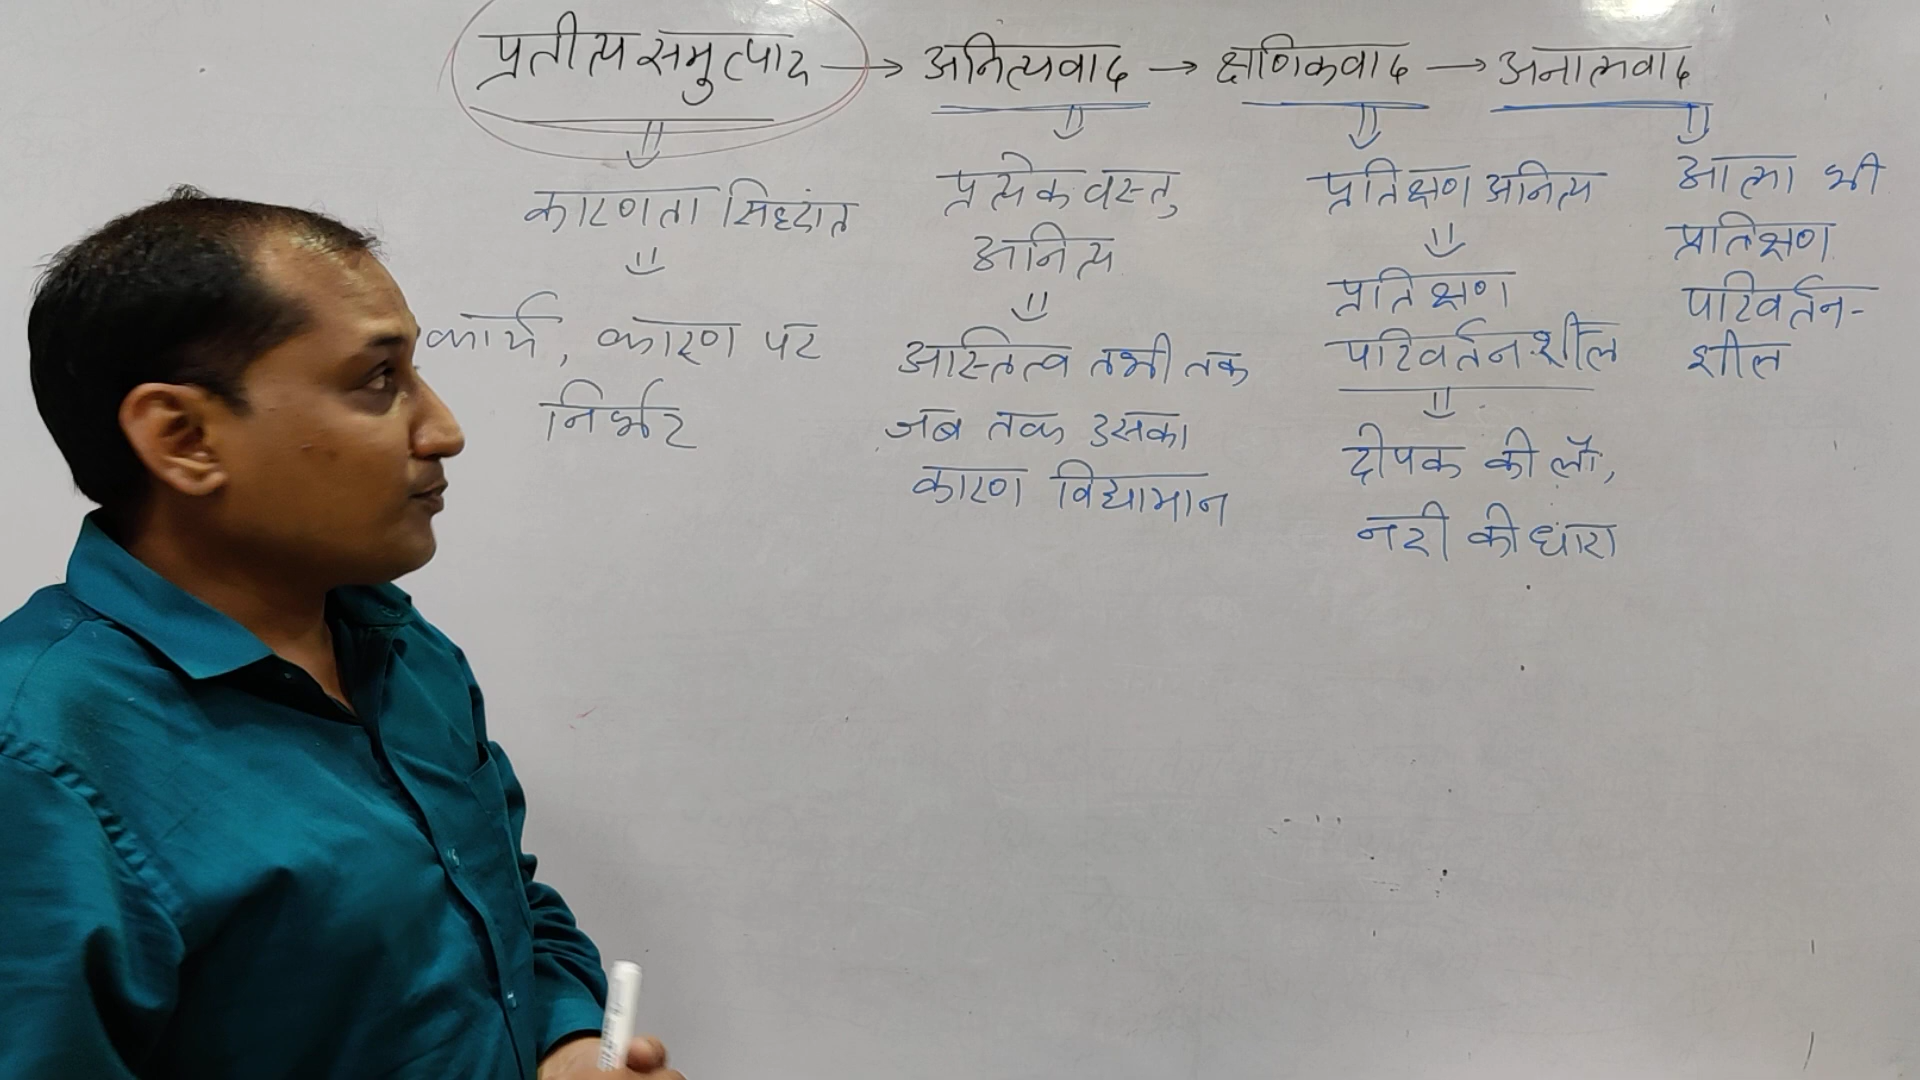 प्रतीत्यसमुत्पाद → अनित्यवाद → क्षणिकवाद → अनात्मवाद
कारणता सिद्धांत
कार्य, कारण पर
निर्भर
प्रत्येक वस्तु
अनित्य
अस्तित्व तभी तक
जब तक उसका
कारण विद्यामान
प्रतिक्षण अनित्य
प्रतिक्षण
परिवर्तनशील
दीपक की लौ,
नदी की धारा
आत्मा भी
प्रतिक्षण
परिवर्तन-
शील